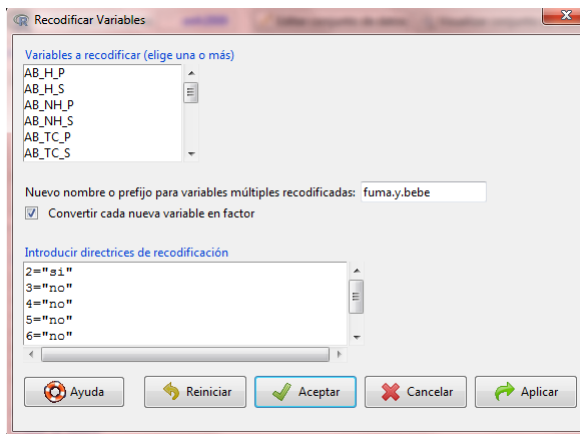 Recodificar Variables
Variables a recodificar (elige una o más)
AB_H_P
AB_H_S
AB_NH_P
AB_NH_S
AB_TC_P
AB_TC_S
Nuevo nombre o prefijo para variables múltiples recodificadas: fuma.y.bebe
Convertir cada nueva variable en factor
Introducir directrices de recodificación
2="si"
3="no"
4="no"
5="no"
6="no"
Ayuda Reiniciar Aceptar Cancelar Aplicar